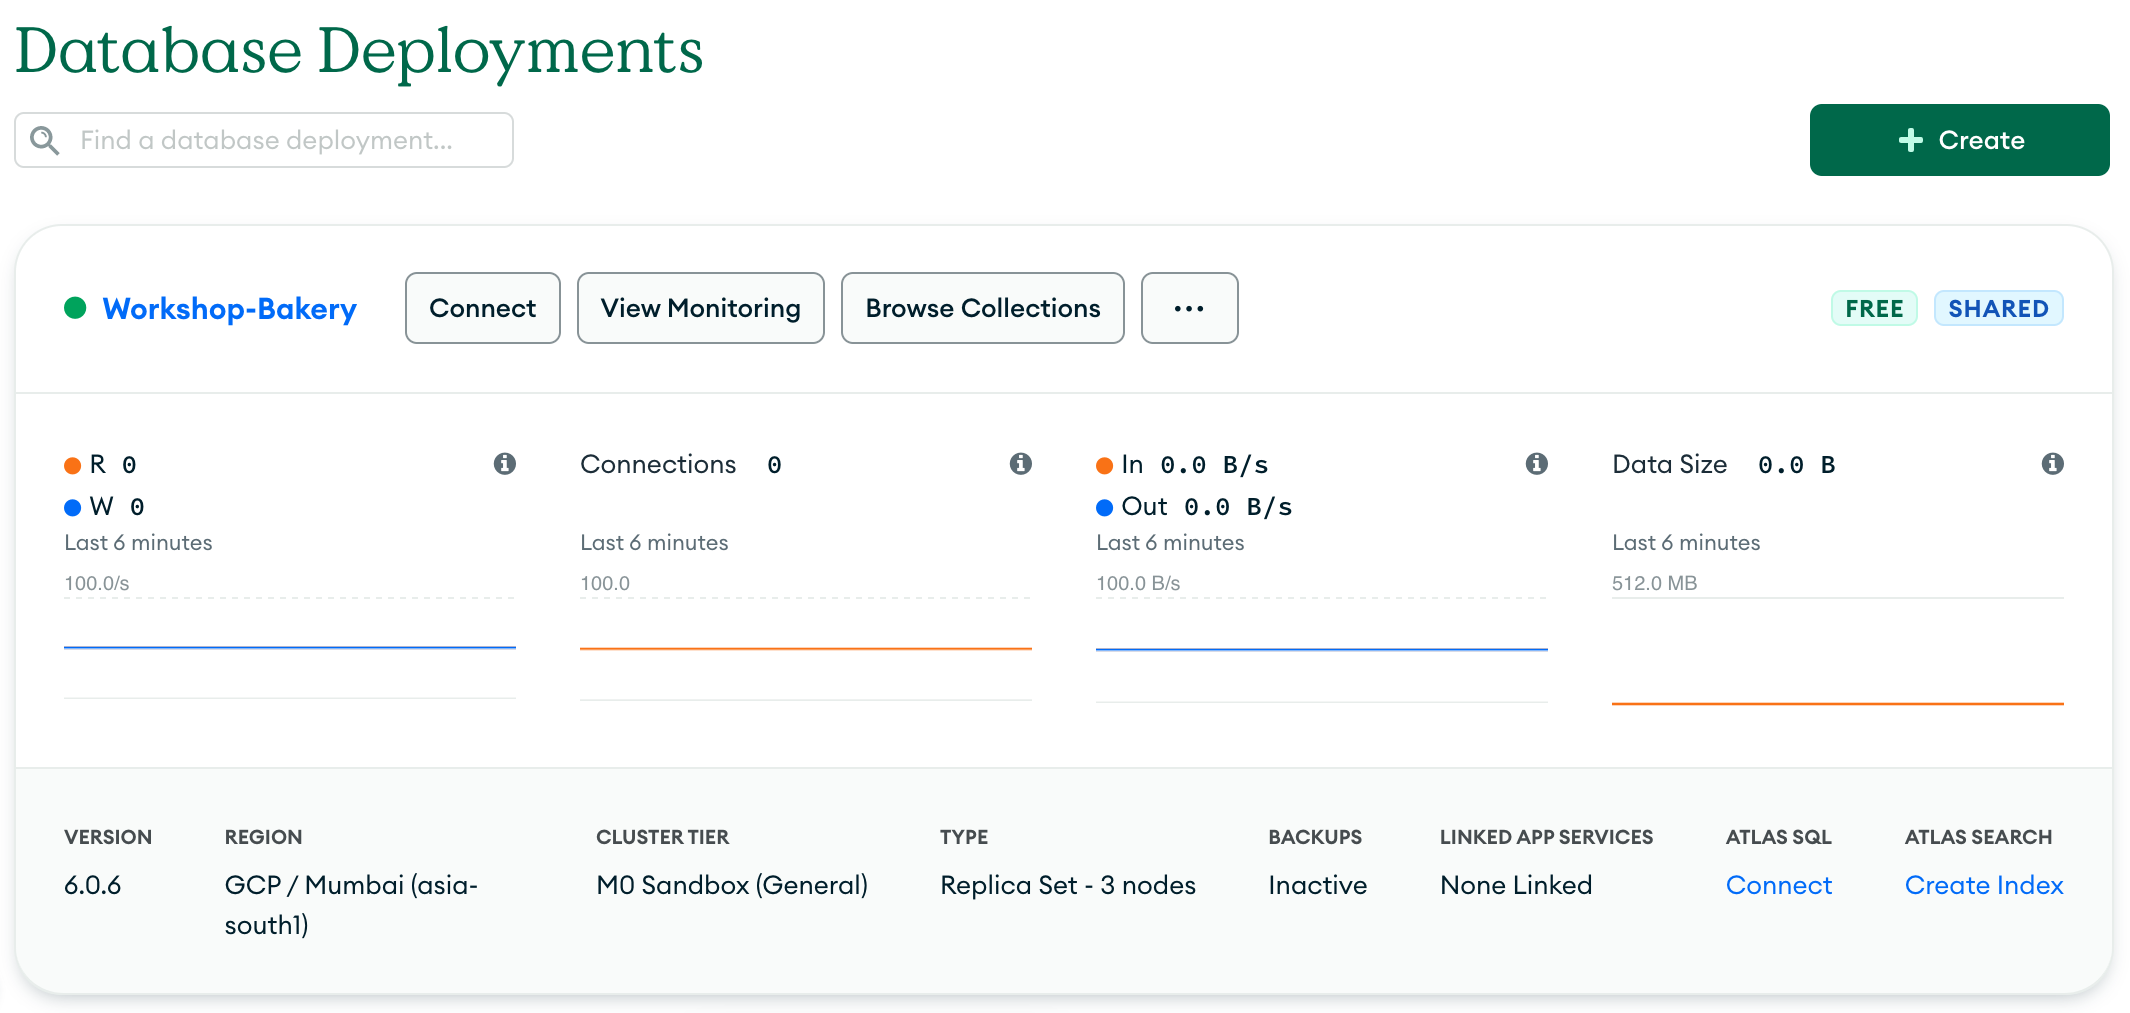 Database Deployments
Find a database deployment...
+ Create
Workshop-Bakery
Connect
View Monitoring
Browse Collections
...
FREE
SHARED
R 0
W 0
Last 6 minutes
100.0/s
Connections 0
Last 6 minutes
100.0
In 0.0 B/s
Out 0.0 B/s
Last 6 minutes
100.0 B/s
Data Size 0.0 B
Last 6 minutes
512.0 MB
VERSION
6.0.6
REGION
GCP / Mumbai (asia-
south1)
CLUSTER TIER
M0 Sandbox (General)
TYPE
Replica Set - 3 nodes
BACKUPS
Inactive
LINKED APP SERVICES
None Linked
ATLAS SQL
Connect
ATLAS SEARCH
Create Index